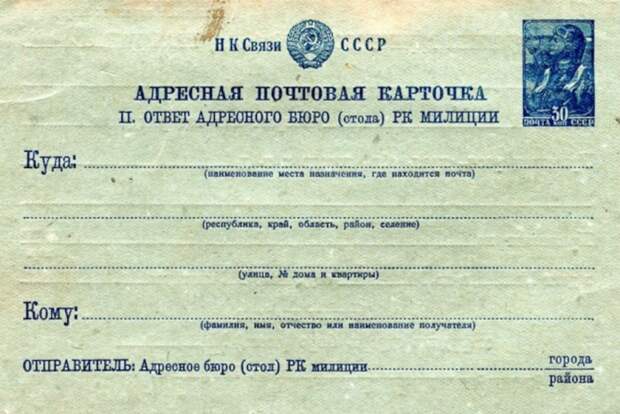 НКСвязи СССР
АДРЕСНАЯ ПОЧТОВАЯ КАРТОЧКА
II. ОТВЕТ АДРЕСНОГО БЮРО (стола) РК МИЛИЦИИ
30
ПОЧТА КОП СССР
Куда:
(наименование места назначения, где находится почта)
(республика, край, область, район, селение)
(улица, № дома и квартиры)
Кому:
(фамилия, имя, отчество или наименование получателя)
ОТПРАВИТЕЛЬ: Адресное бюро (стол) РК милиции города
района